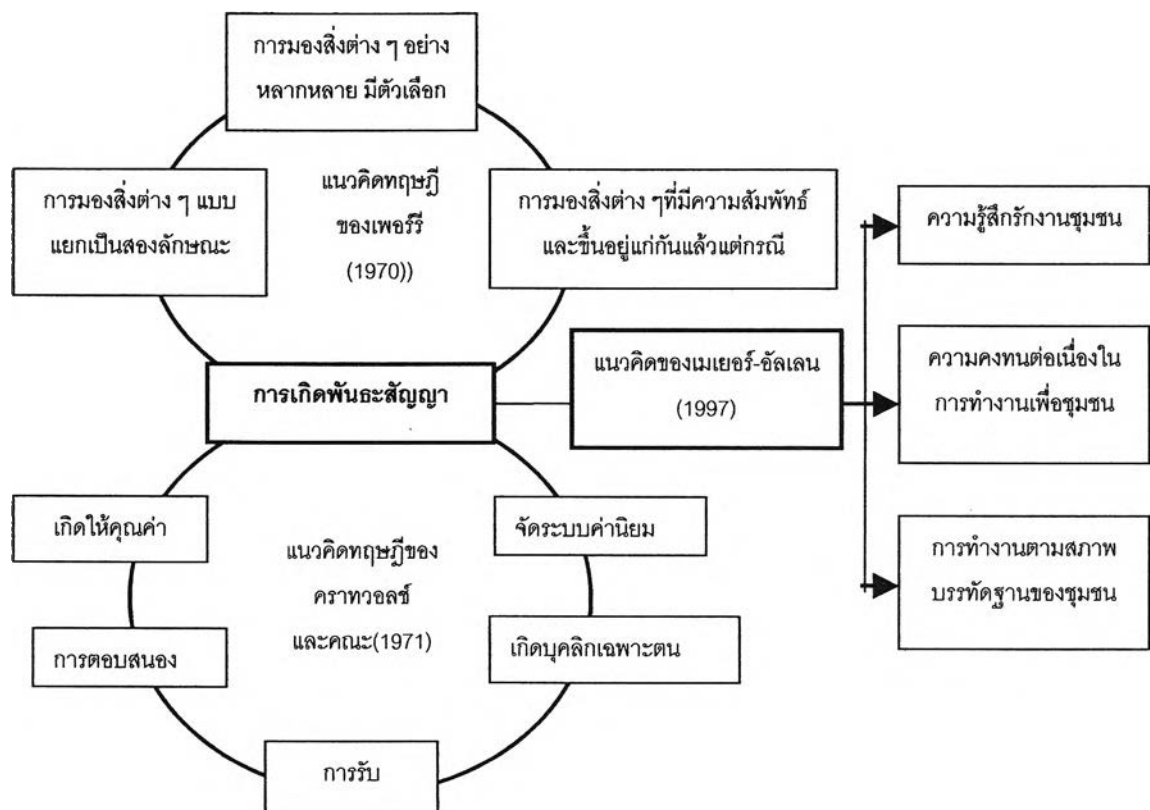 การมองสิ่งต่าง ๆ อย่าง
หลากหลาย มีตัวเลือก
การมองสิ่งต่าง ๆ แบบ
แยกเป็นสองลักษณะ
แนวคิดทฤษฎี
ของเพอร์รี
(1970))
การมองสิ่งต่าง ๆที่มีความสัมพัทธ์
และขึ้นอยู่แก่กันแล้วแต่กรณี
การเกิดพันธะสัญญา
แนวคิดของเมเยอร์-อัลเลน
(1997)
ความรู้สึกรักงานชุมชน
ความคงทนต่อเนื่องใน
การทำงานเพื่อชุมชน
การทำงานตามสภาพ
บรรทัดฐานของชุมชน
เกิดให้คุณค่า
การตอบสนอง
แนวคิดทฤษฎีของ
คราทวอลช์
และคณะ(1971)
จัดระบบค่านิยม
เกิดบุคลิกเฉพาะตน
การรับ